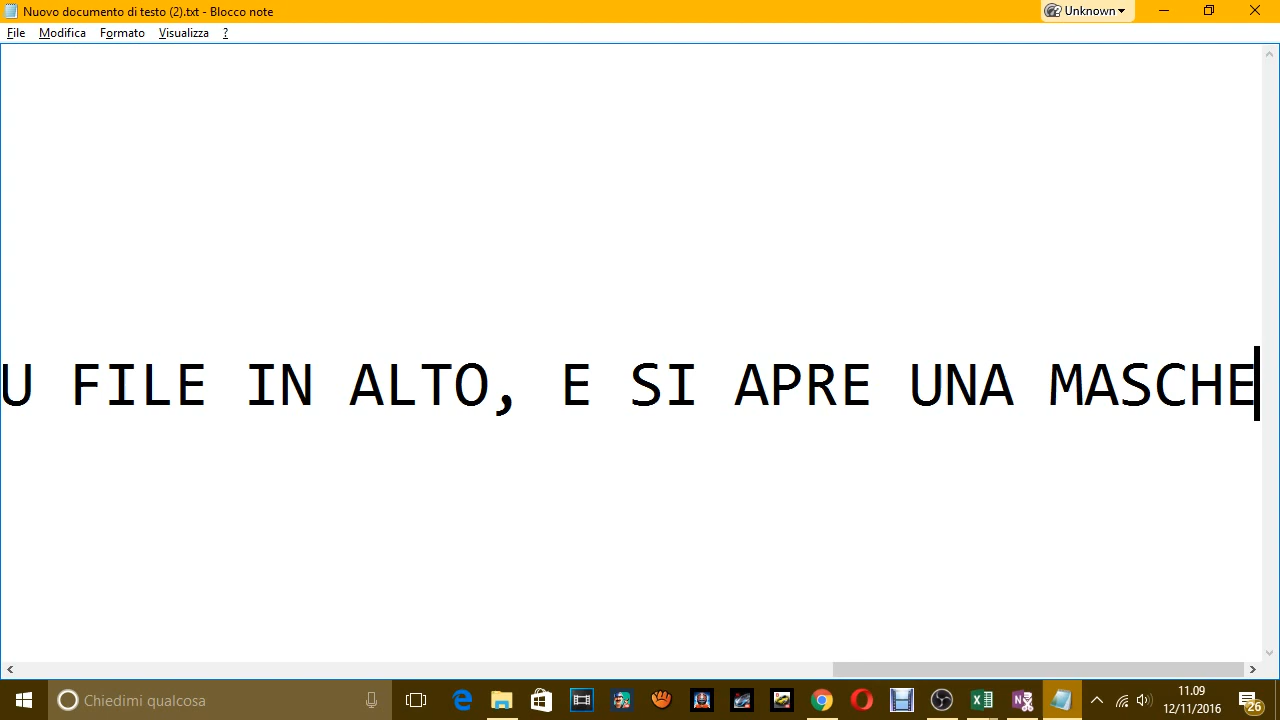 Nuovo documento di testo (2).txt - Blocco note
Unknown
File Modifica Formato Visualizza ?
U FILE IN ALTO, E SI APRE UNA MASCHE
Chiedimi qualcosa
11.09
12/11/2016
26